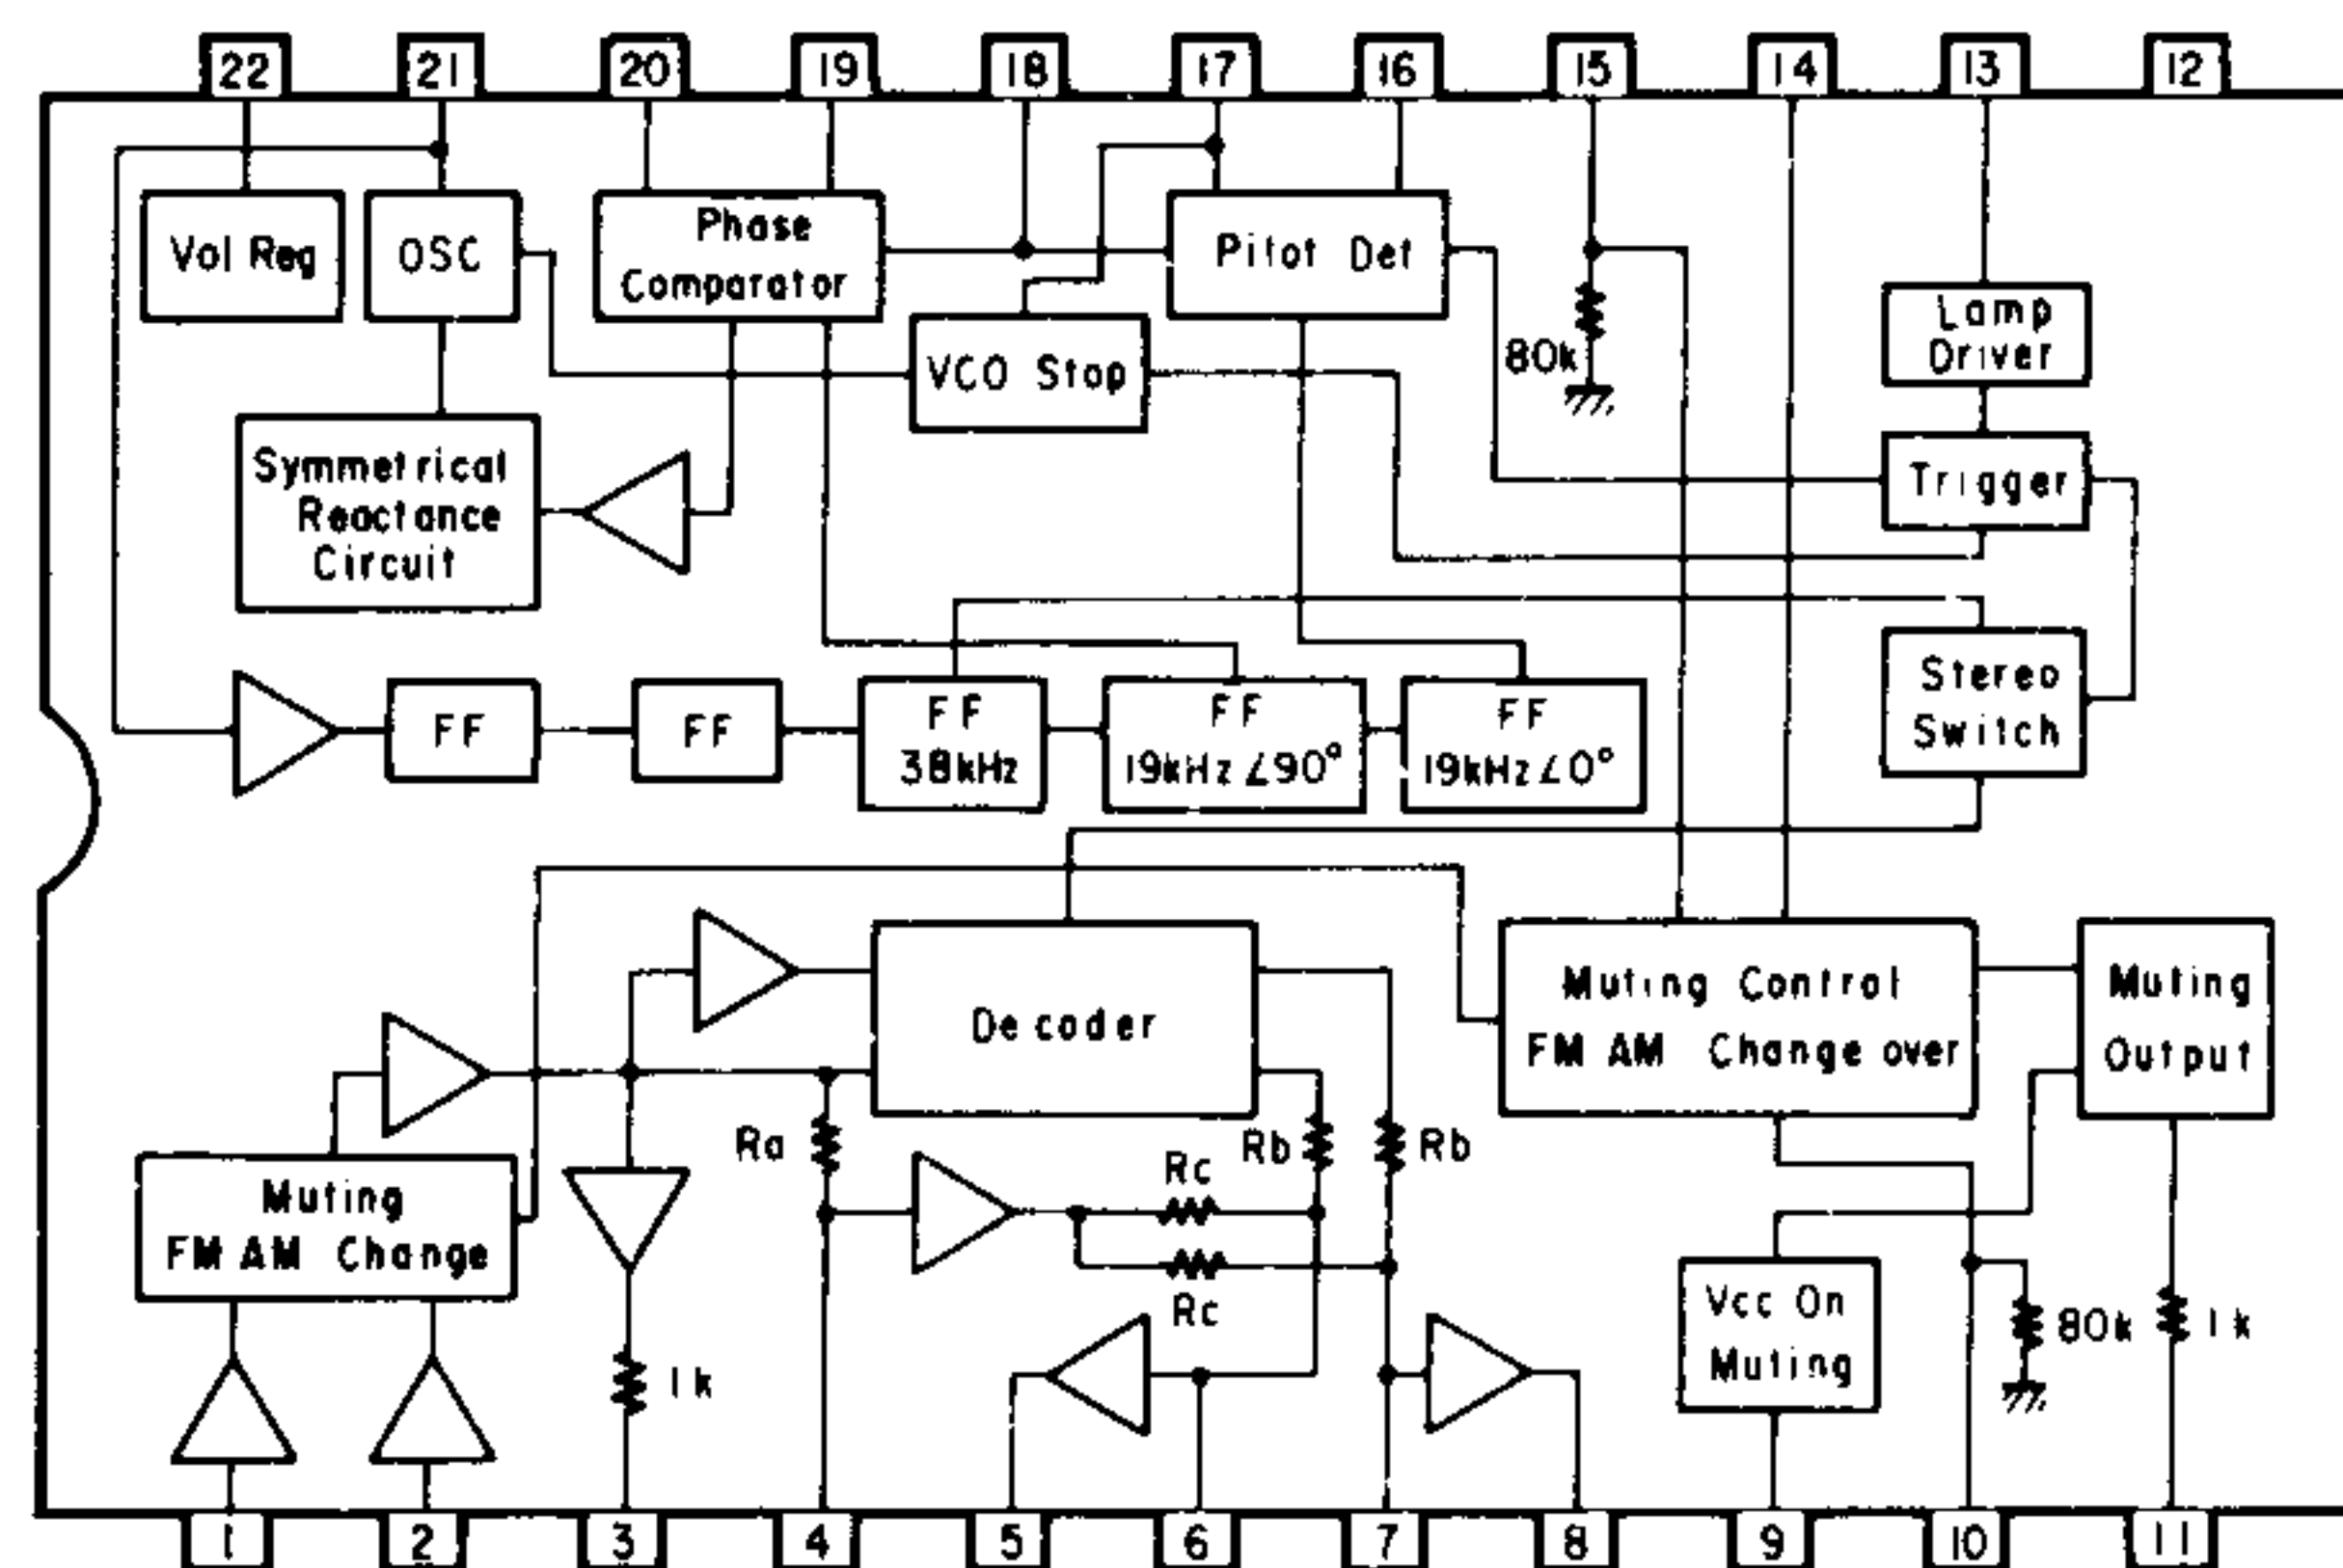 22 21 20 19 18 17 16 15 14 13 12
Vol Reg
OSC
Phase
Comparator
Pilot Det
VCO Stop
80k
Lamp
Driver
Trigger
Symmetrical
Reactance
Circuit
Stereo
Switch
FF
FF
FF
38kHz
FF
19kHz ∠90°
FF
19kHz∠0°
Decoder
Muting Control
FM AM Change over
Muting
Output
Ra
Rb
Rb
Rc
Rc
Muting
FM AM Change
1k
Vcc On
Muting
80k
1k
1 2 3 4 5 6 7 8 9 10 11